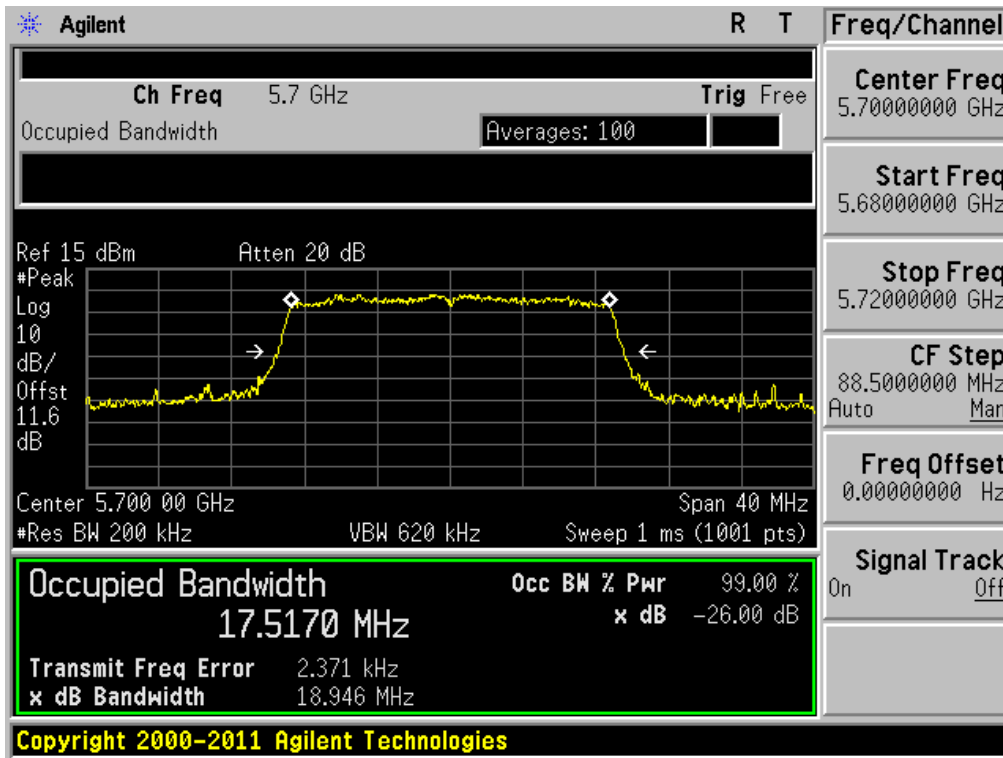 Agilent R T
Freq/Channel
Ch Freq 5.7 GHz Trig Free
Occupied Bandwidth Averages: 100
Ref 15 dBm Atten 20 dB
#Peak
Log
10
dB/
Offst
11.6
dB
Center 5.700 00 GHz Span 40 MHz
#Res BW 200 kHz VBW 620 kHz Sweep 1 ms (1001 pts)
Occupied Bandwidth Occ BW % Pwr 99.00 %
17.5170 MHz x dB -26.00 dB
Transmit Freq Error 2.371 kHz
x dB Bandwidth 18.946 MHz
Copyright 2000-2011 Agilent Technologies
Center Freq
5.70000000 GHz
Start Freq
5.68000000 GHz
Stop Freq
5.72000000 GHz
CF Step
88.5000000 MHz
Auto Man
Freq Offset
0.00000000 Hz
Signal Track
On Off